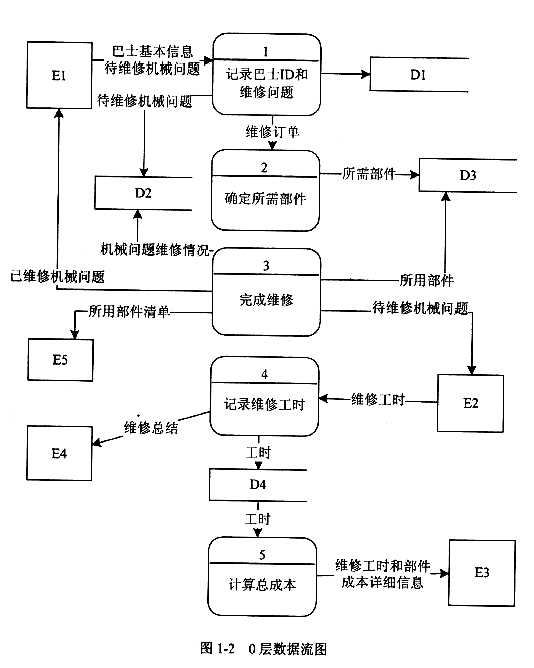 巴士基本信息
待维修机械问题
E1
1
记录巴士ID和
维修问题
D1
待维修机械问题
维修订单
D2
2
确定所需部件
所需部件
D3
机械问题维修情况
已维修机械问题
3
完成维修
所用部件
所用部件清单
待维修机械问题
E5
4
记录维修工时
维修工时
E2
维修总结
E4
工时
D4
工时
5
计算总成本
维修工时和部件
成本详细信息
E3
图1-2 0层数据流图